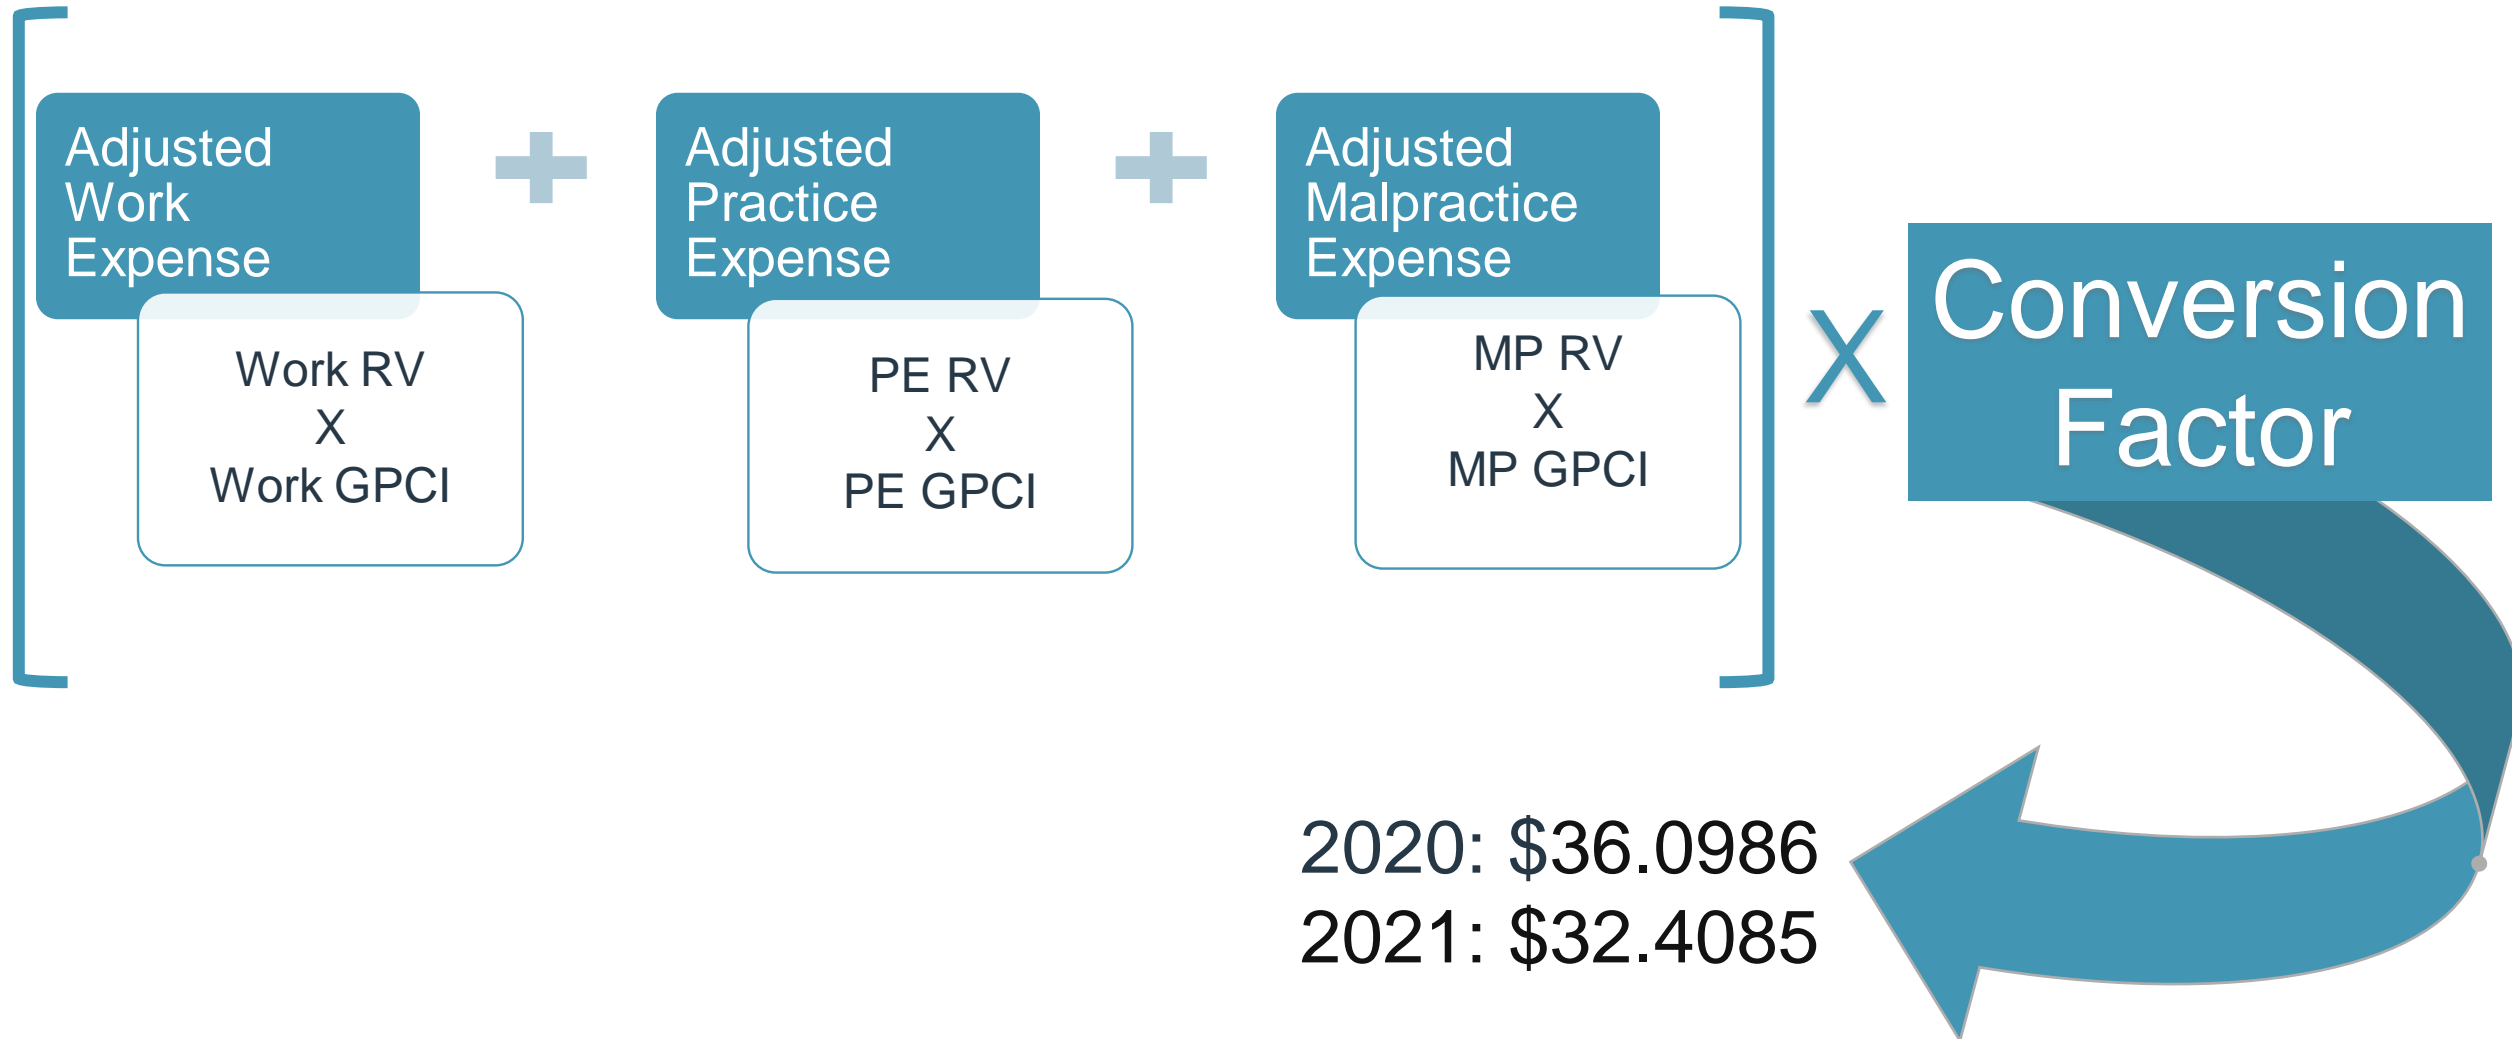 Adjusted
Work
Expense
Work RV
X
Work GPCI
Adjusted
Practice
Expense
PE RV
X
PE GPCI
Adjusted
Malpractice
Expense
MP RV
X
MP GPCI
X
Conversion
Factor
2020: $36.0986
2021: $32.4085